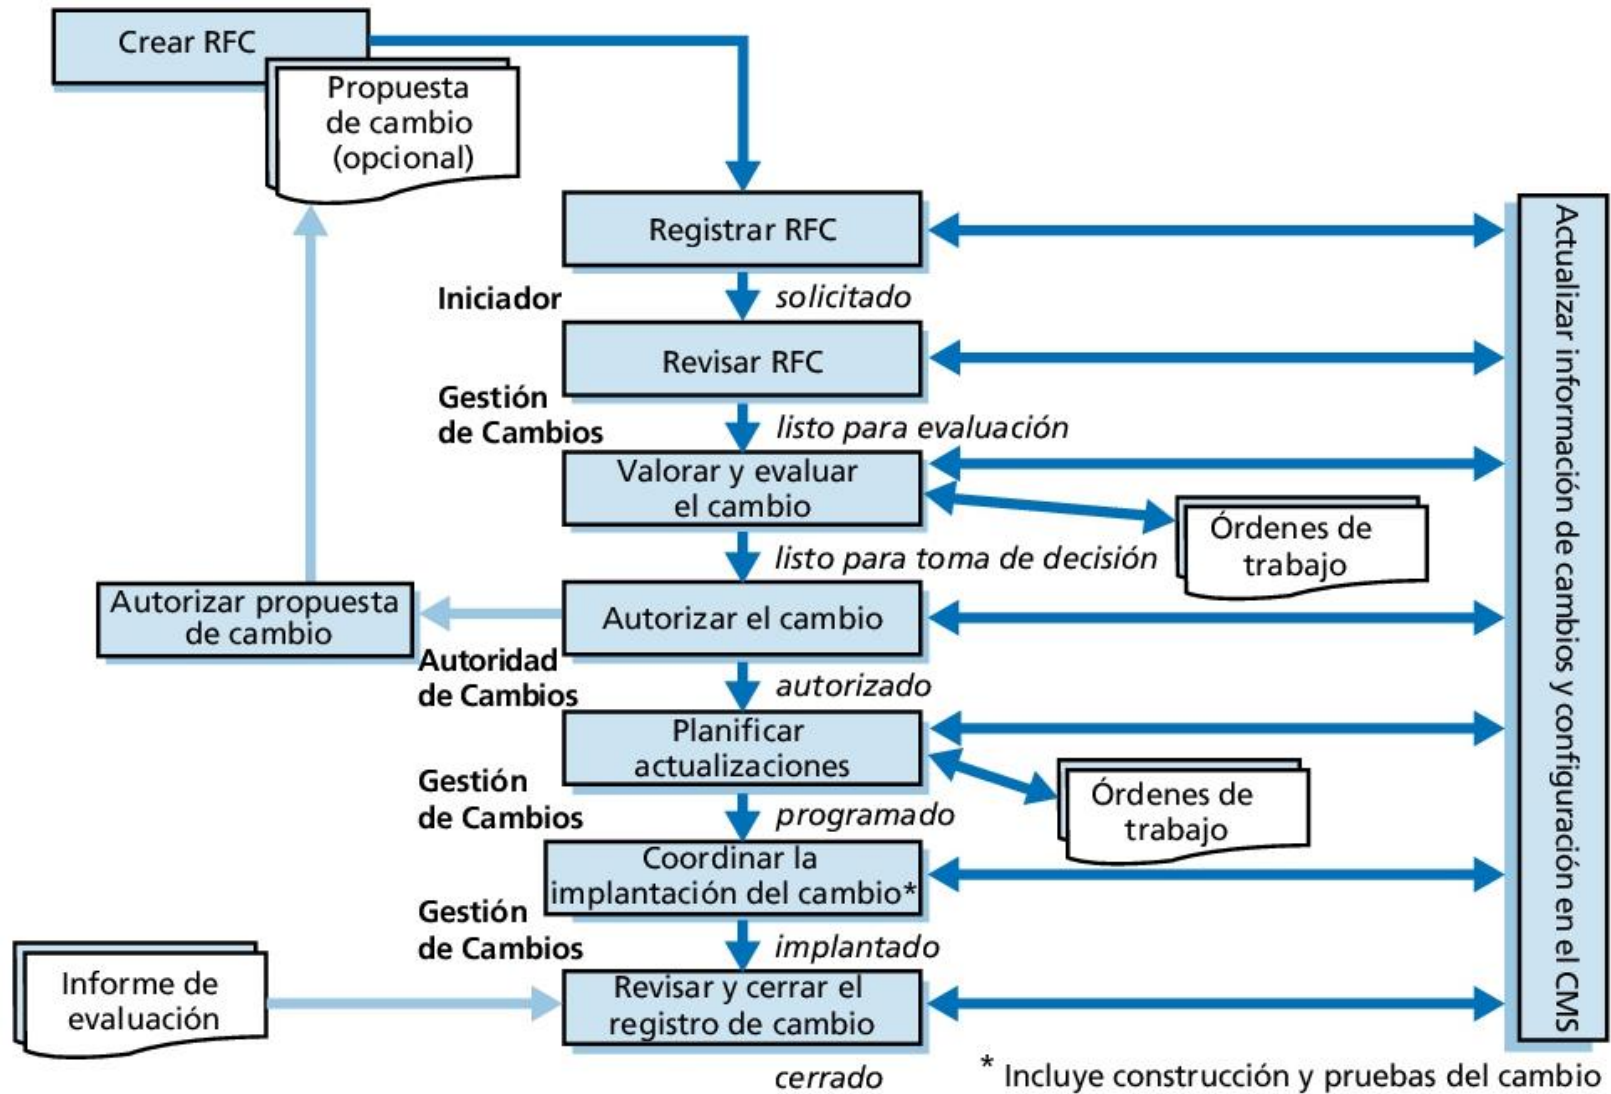 Crear RFC
Propuesta
de cambio
(opcional)
Registrar RFC
Iniciador
solicitado
Revisar RFC
Gestión
de Cambios
listo para evaluación
Valorar y evaluar
el cambio
Órdenes de
trabajo
listo para toma de decisión
Autorizar propuesta
de cambio
Autorizar el cambio
Autoridad
de Cambios
autorizado
Planificar
actualizaciones
Órdenes de
trabajo
Gestión
de Cambios
programado
Coordinar la
implantación del cambio*
Gestión
de Cambios
implantado
Informe de
evaluación
Revisar y cerrar el
registro de cambio
cerrado
Actualizar información de cambios y configuración en el CMS
* Incluye construcción y pruebas del cambio